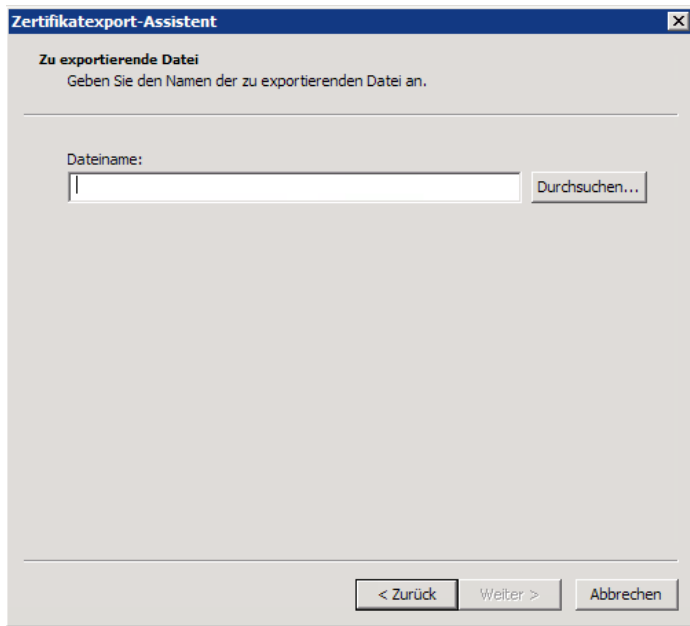 Zertifikatexport-Assistent
Zu exportierende Datei
Geben Sie den Namen der zu exportierenden Datei an.
Dateiname:
Durchsuchen...
< Zurück Weiter > Abbrechen